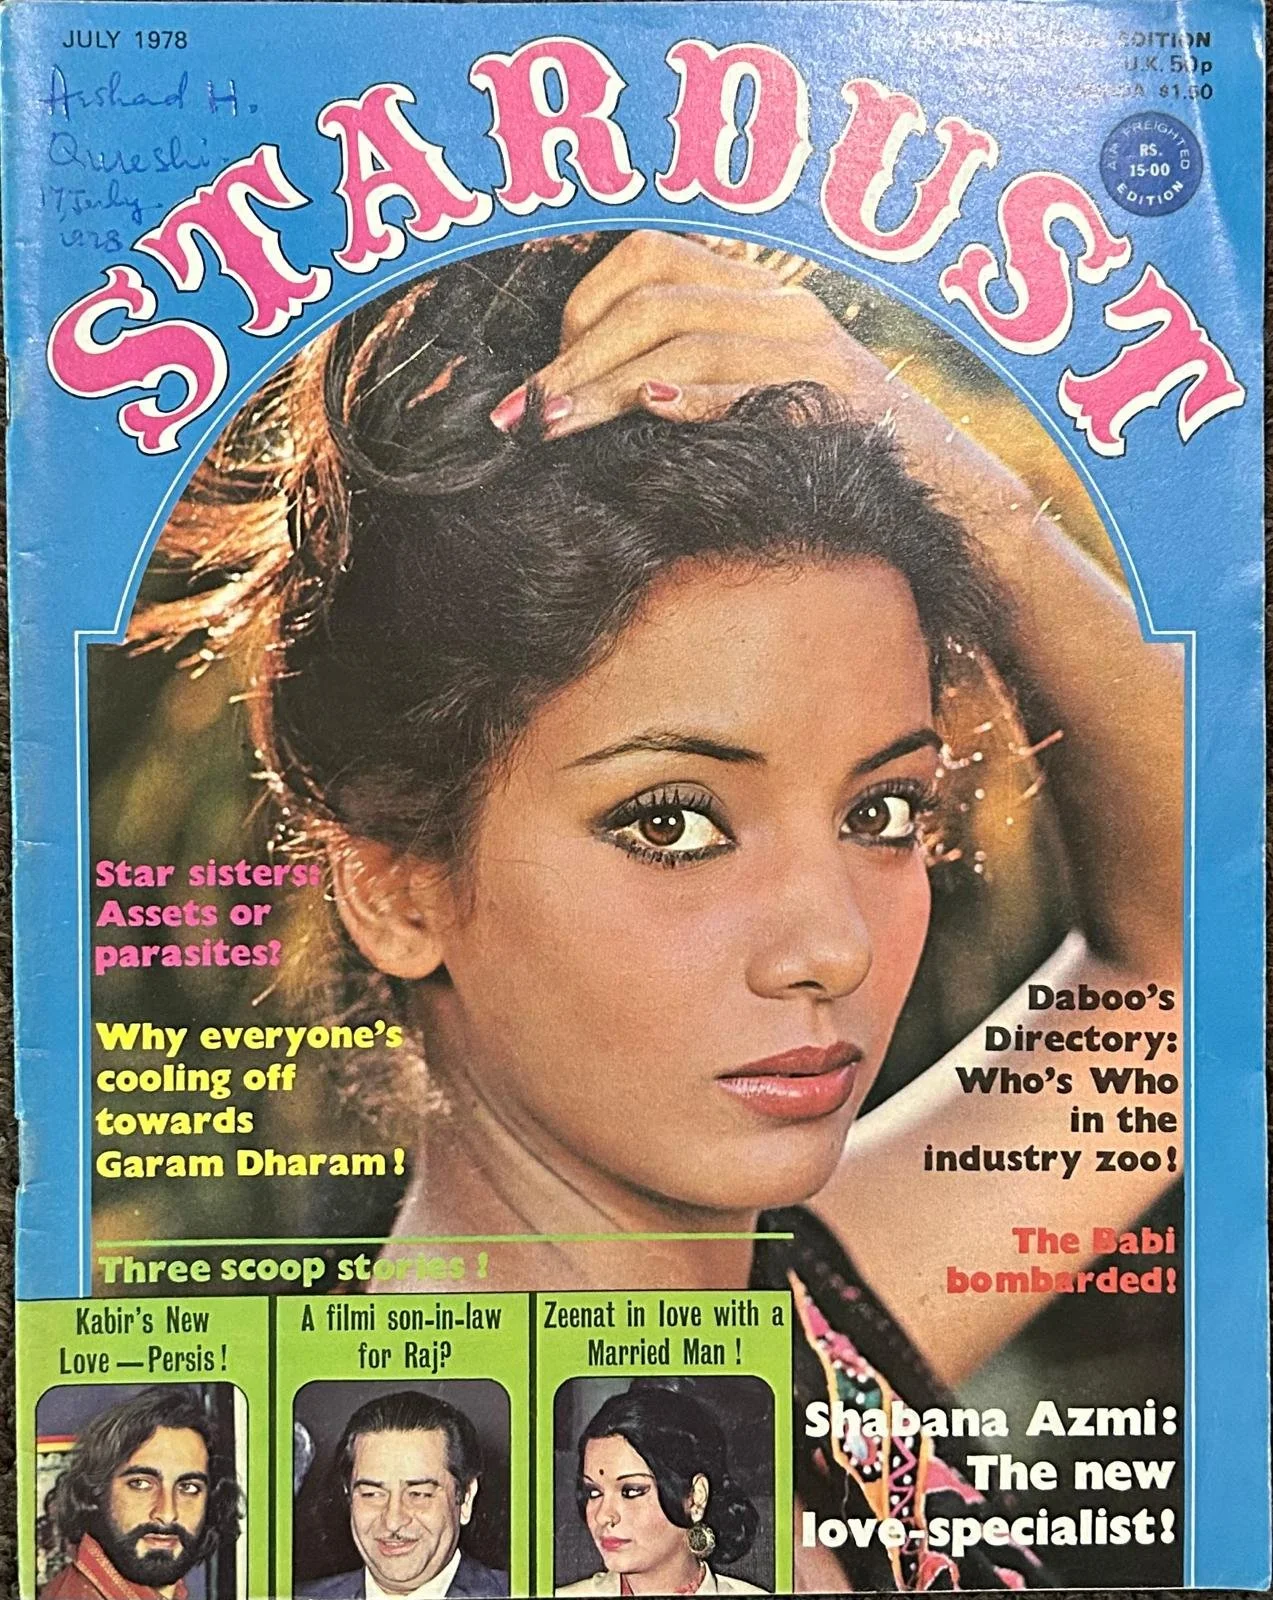 JULY 1978
EDITION
U.K. 50p
$1.50
Arshad H.
Qureshi
17 July
1978
STARDUST
AIR FREIGHTED
RS.
15·00
EDITION
Star sisters:
Assets or
parasites?
Why everyone's
cooling off
towards
Garam Dharam!
Daboo's
Directory:
Who's Who
in the
industry zoo!
The Babi
bombarded!
Three scoop stories!
Kabir's New
Love — Persis!
A filmi son-in-law
for Raj?
Zeenat in love with a
Married Man!
Shabana Azmi:
The new
love-specialist!